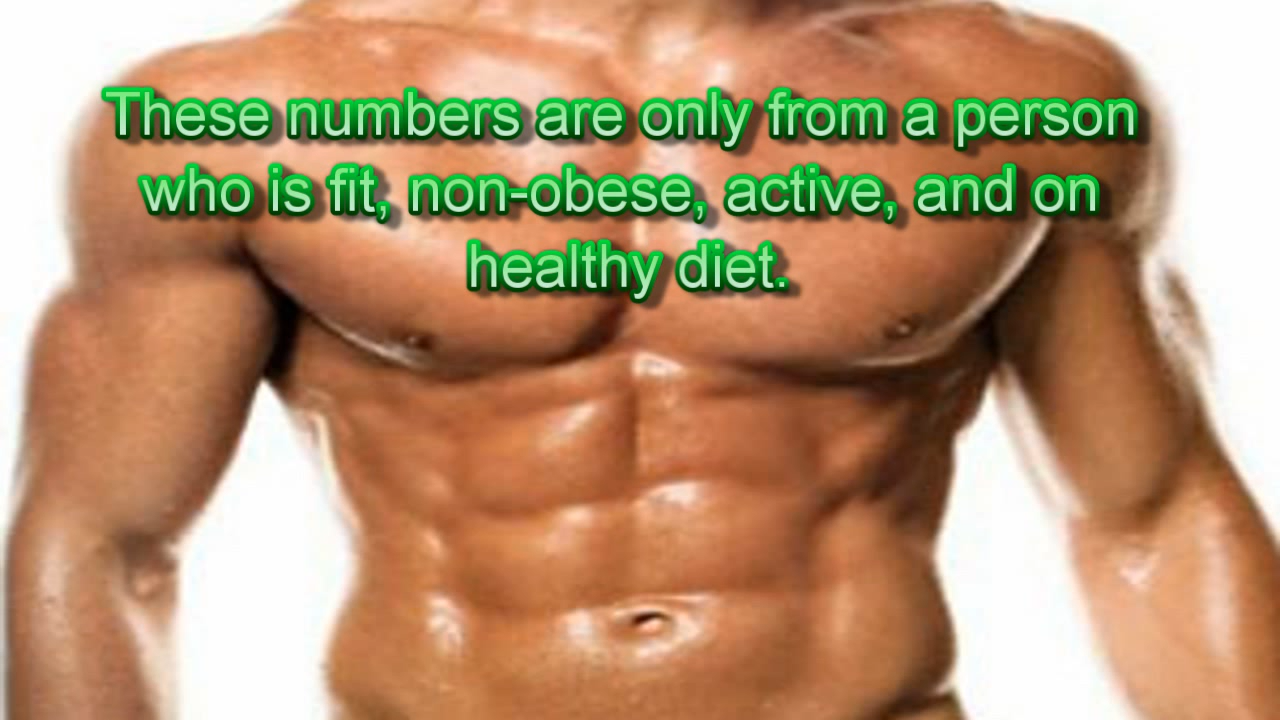 These numbers are only from a person
who is fit, non-obese, active, and on
healthy diet.